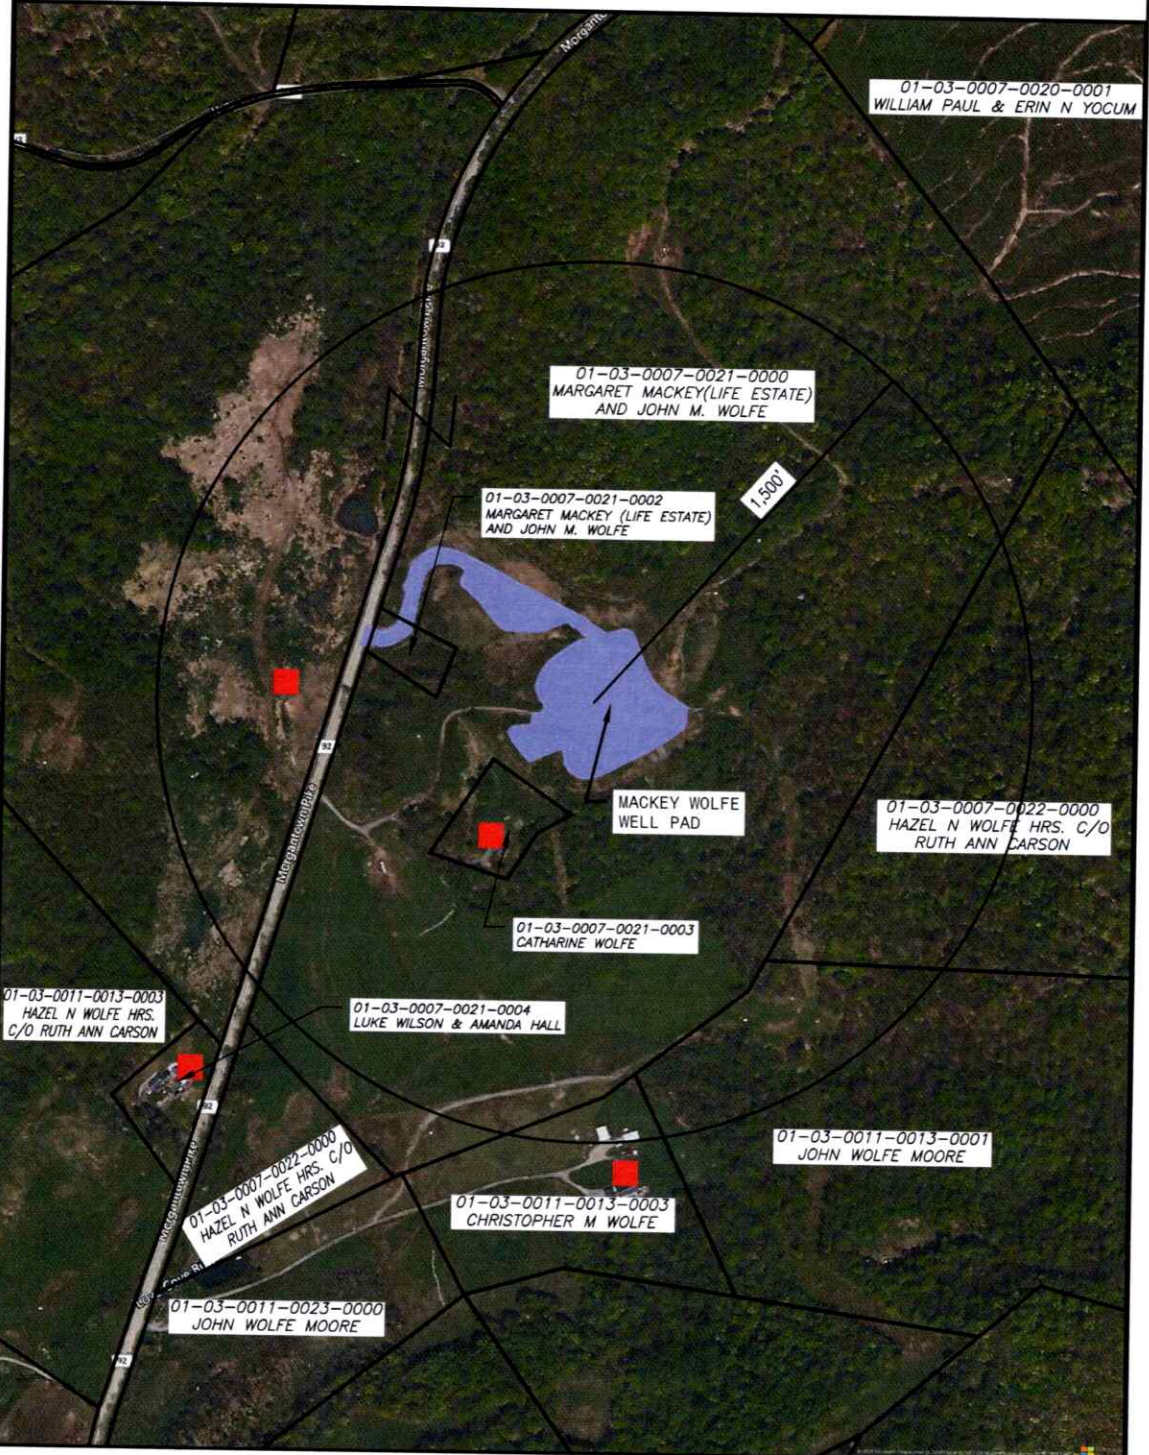 Morganto
01-03-0007-0020-0001
WILLIAM PAUL & ERIN N YOCUM
92
01-03-0007-0021-0000
MARGARET MACKEY(LIFE ESTATE)
AND JOHN M. WOLFE
1,500'
01-03-0007-0021-0002
MARGARET MACKEY (LIFE ESTATE)
AND JOHN M. WOLFE
92
MACKEY WOLFE
WELL PAD
Morgantown Pike
01-03-0007-0022-0000
HAZEL N WOLFE HRS. C/O
RUTH ANN CARSON
01-03-0007-0021-0003
CATHARINE WOLFE
01-03-0011-0013-0003
HAZEL N WOLFE HRS.
C/O RUTH ANN CARSON
01-03-0007-0021-0004
LUKE WILSON & AMANDA HALL
92
Morgantown Pike
01-03-0007-0022-0000
HAZEL N WOLFE HRS. C/O
RUTH ANN CARSON
01-03-0011-0013-0001
JOHN WOLFE MOORE
01-03-0011-0013-0003
CHRISTOPHER M WOLFE
01-03-0011-0023-0000
JOHN WOLFE MOORE
92